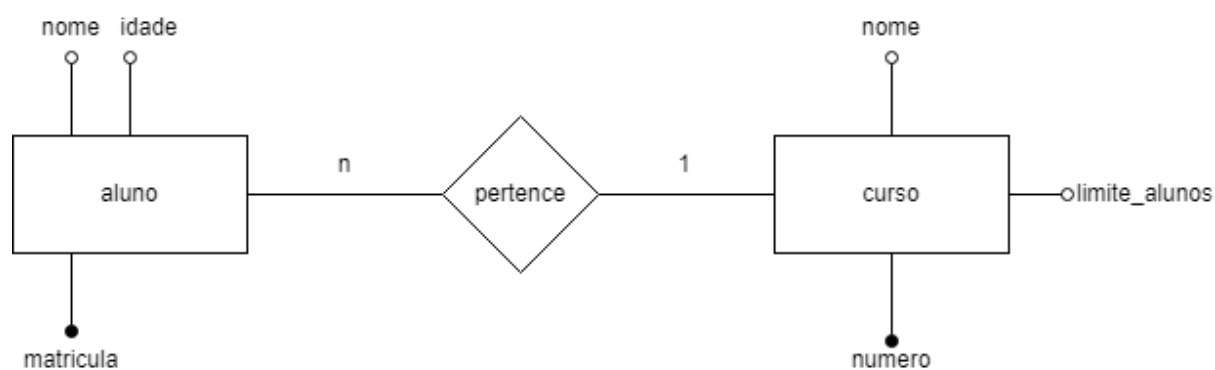 nome idade
nome
n
1
aluno
pertence
curso
limite_alunos
matricula
numero